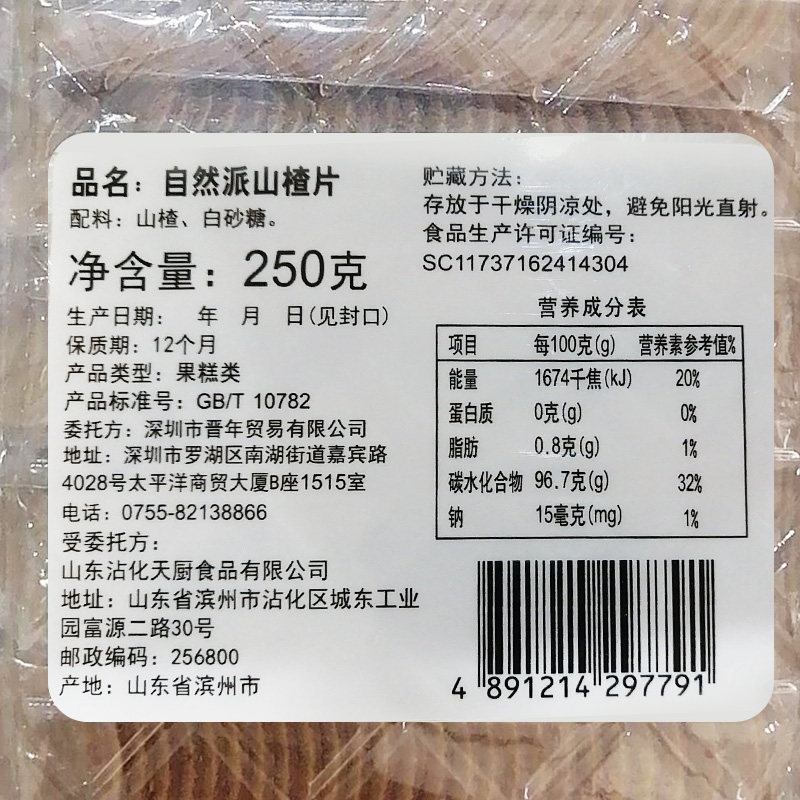 品名：自然派山楂片
配料：山楂、白砂糖。
净含量：250克
生产日期：　年　月　日(见封口)
保质期：12个月
产品类型：果糕类
产品标准号：GB/T 10782
委托方：深圳市晋年贸易有限公司
地址：深圳市罗湖区南湖街道嘉宾路
4028号太平洋商贸大厦B座1515室
电话：0755-82138866
受委托方：
山东沾化天厨食品有限公司
地址：山东省滨州市沾化区城东工业
园富源二路30号
邮政编码：256800
产地：山东省滨州市
贮藏方法：
存放于干燥阴凉处，避免阳光直射。
食品生产许可证编号：
SC11737162414304
营养成分表
项目 每100克(g) 营养素参考值%
能量 1674千焦(kJ) 20%
蛋白质 0克(g) 0%
脂肪 0.8克(g) 1%
碳水化合物 96.7克(g) 32%
钠 15毫克(mg) 1%
4 891214 297791